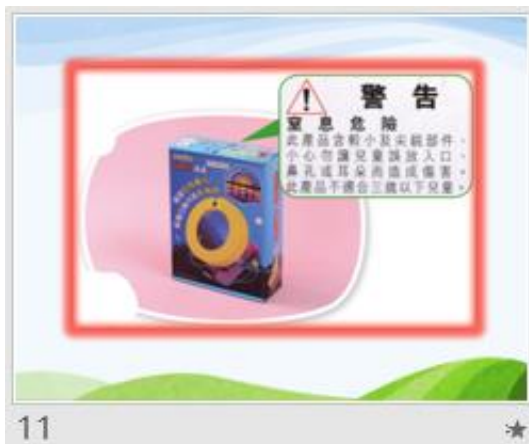 警告
窒息危險
此產品含較小及尖銳部件，
小心勿讓兒童誤放入口、
鼻孔或耳朵而造成傷害。
此產品不適合三歲以下兒童。
11